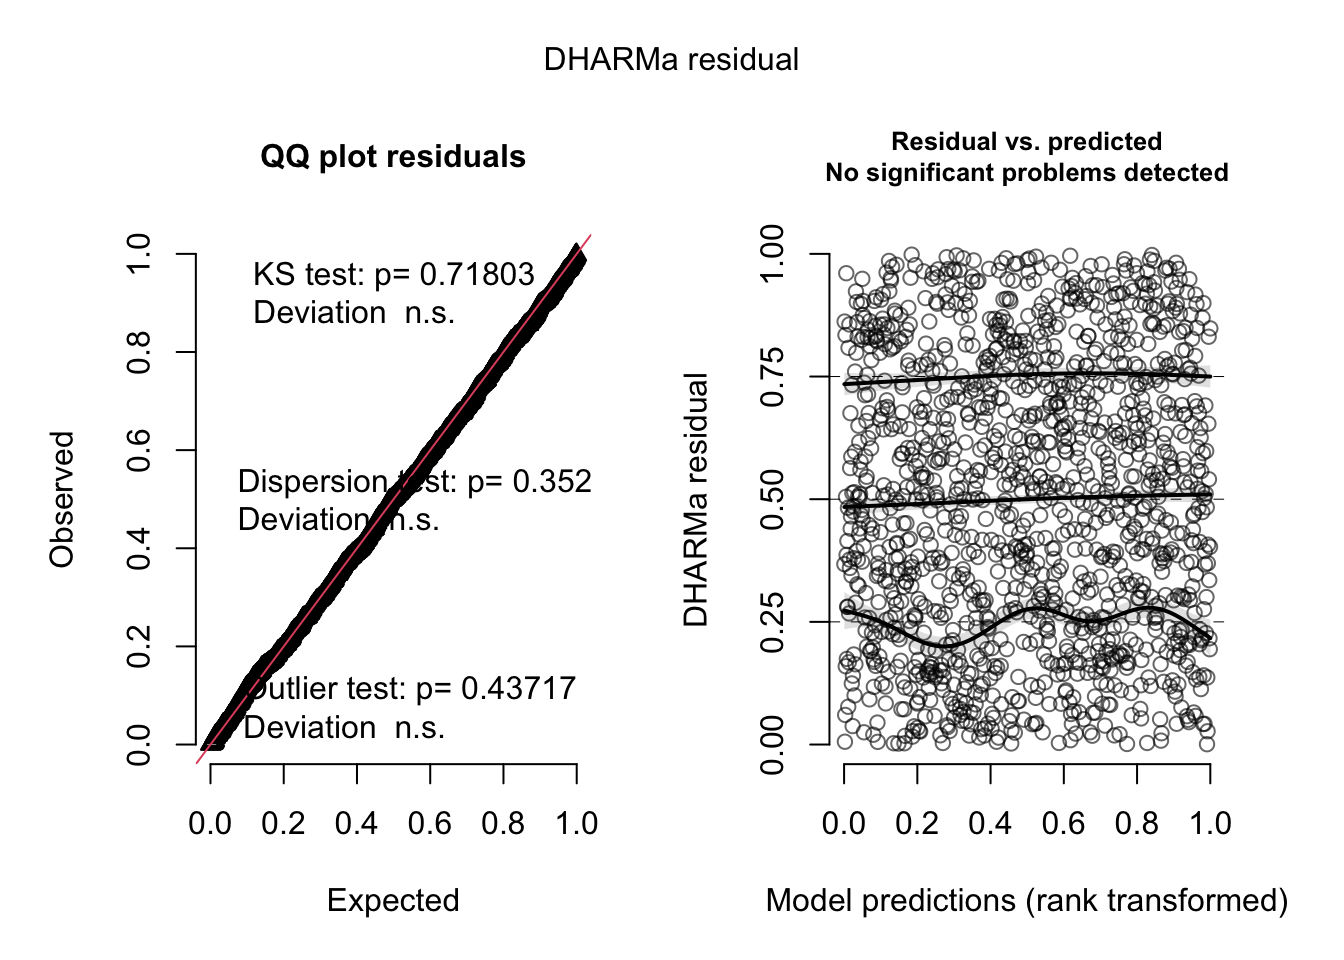 DHARMa residual
QQ plot residuals
KS test: p= 0.71803
Deviation  n.s.
Dispersion test: p= 0.352
Deviation  n.s.
Outlier test: p= 0.43717
Deviation  n.s.
Observed
0.0 0.2 0.4 0.6 0.8 1.0
0.0 0.2 0.4 0.6 0.8 1.0
Expected
Residual vs. predicted
No significant problems detected
DHARMa residual
0.00 0.25 0.50 0.75 1.00
0.0 0.2 0.4 0.6 0.8 1.0
Model predictions (rank transformed)